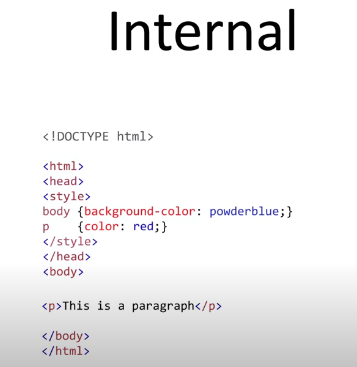 Internal
<!DOCTYPE html>
<html>
<head>
<style>
body {background-color: powderblue;}
p    {color: red;}
</style>
</head>
<body>
<p>This is a paragraph</p>
</body>
</html>